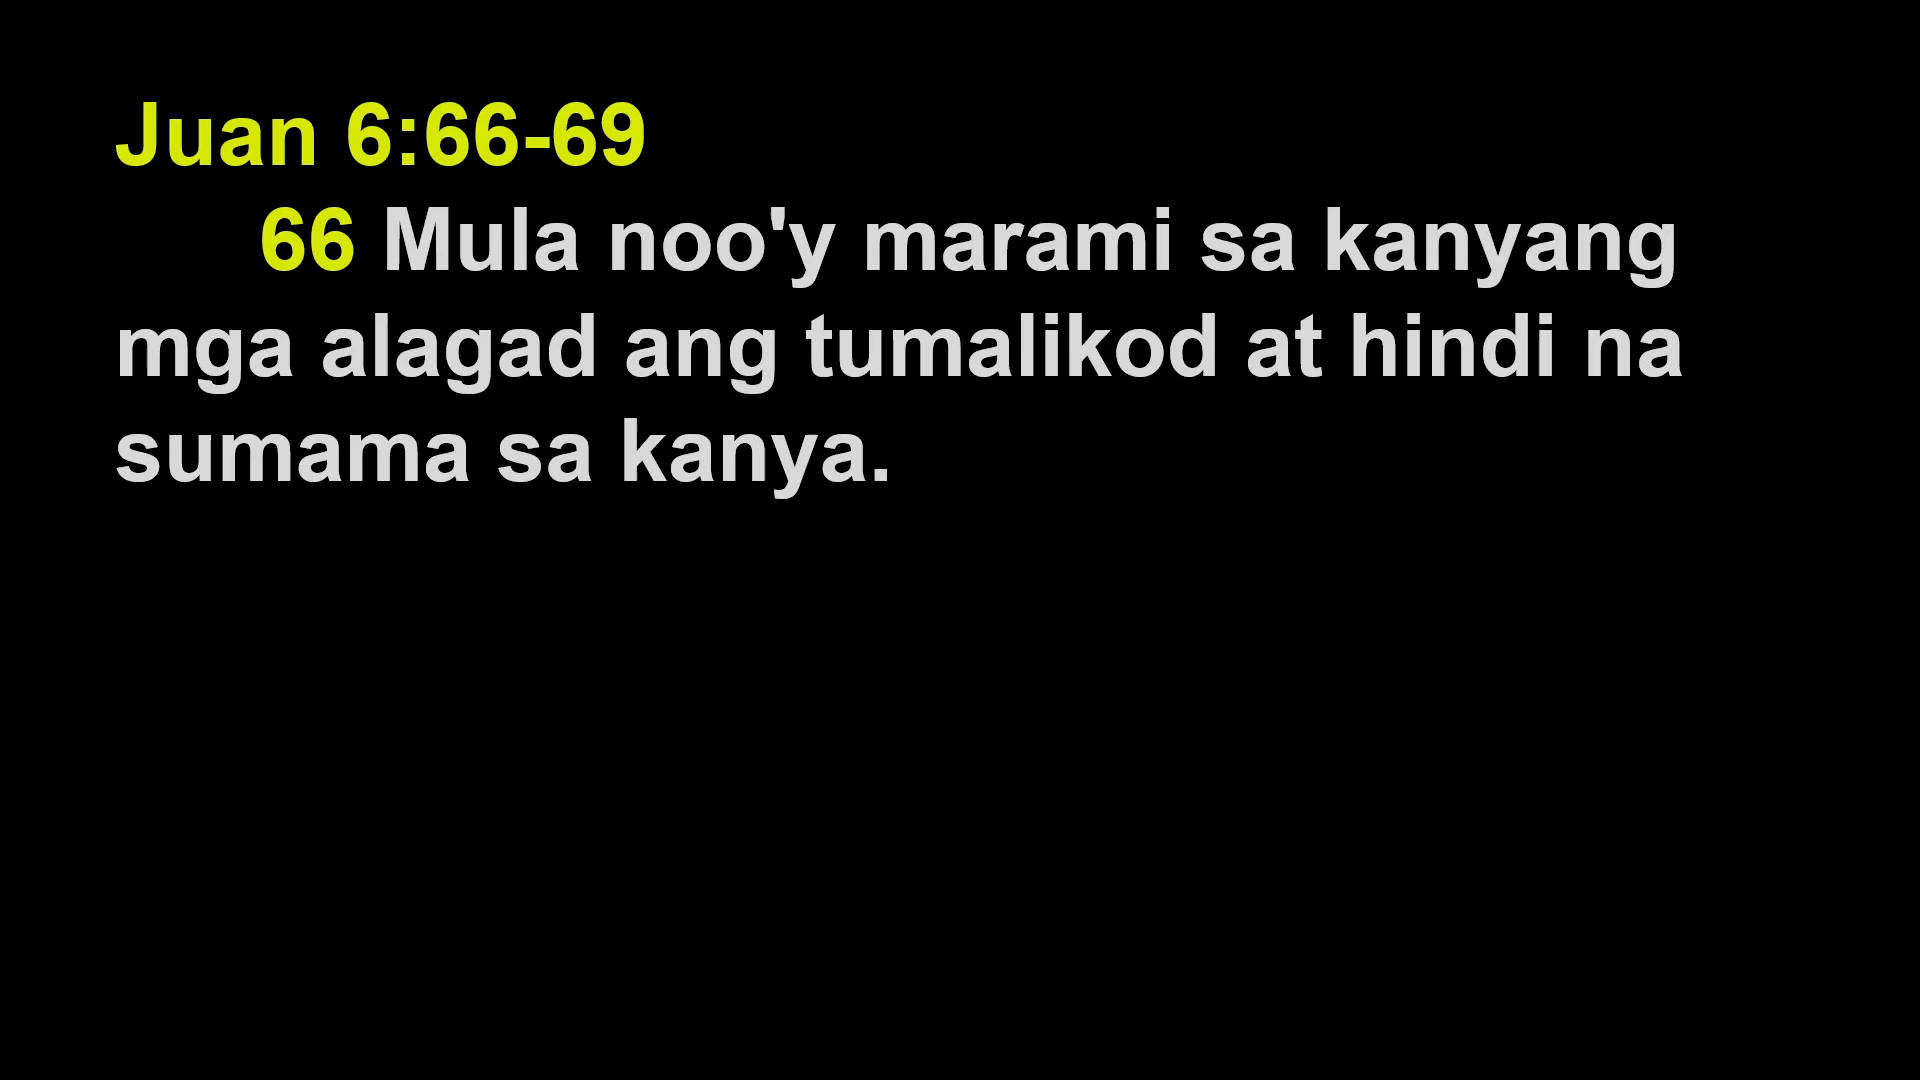 Juan 6:66-69
66 Mula noo'y marami sa kanyang
mga alagad ang tumalikod at hindi na
sumama sa kanya.